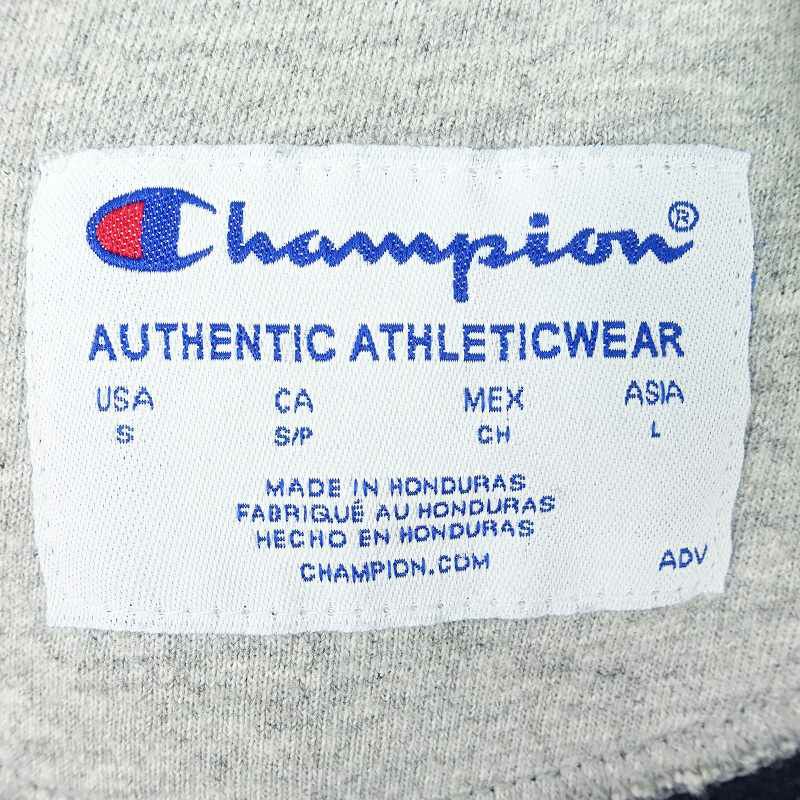 Champion®
AUTHENTIC ATHLETICWEAR
USA CA MEX ASIA
S S/P CH L
MADE IN HONDURAS
FABRIQUÉ AU HONDURAS
HECHO EN HONDURAS
CHAMPION.COM
ADV